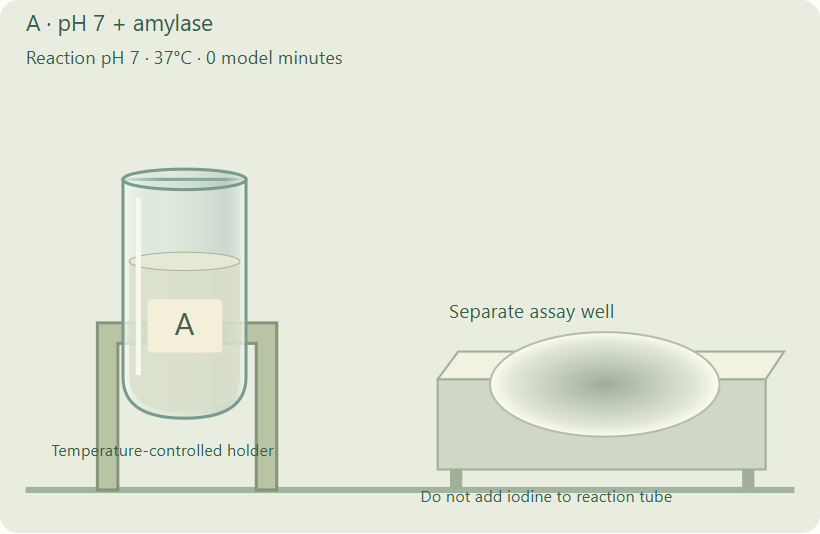 A · pH 7 + amylase
Reaction pH 7 · 37°C · 0 model minutes
Separate assay well
A
Temperature-controlled holder
Do not add iodine to reaction tube